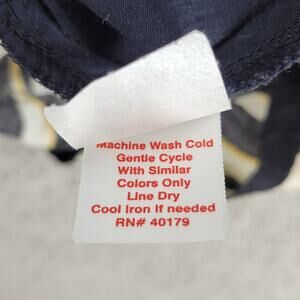 Machine Wash Cold
Gentle Cycle
With Similar
Colors Only
Line Dry
Cool Iron If needed
RN# 40179